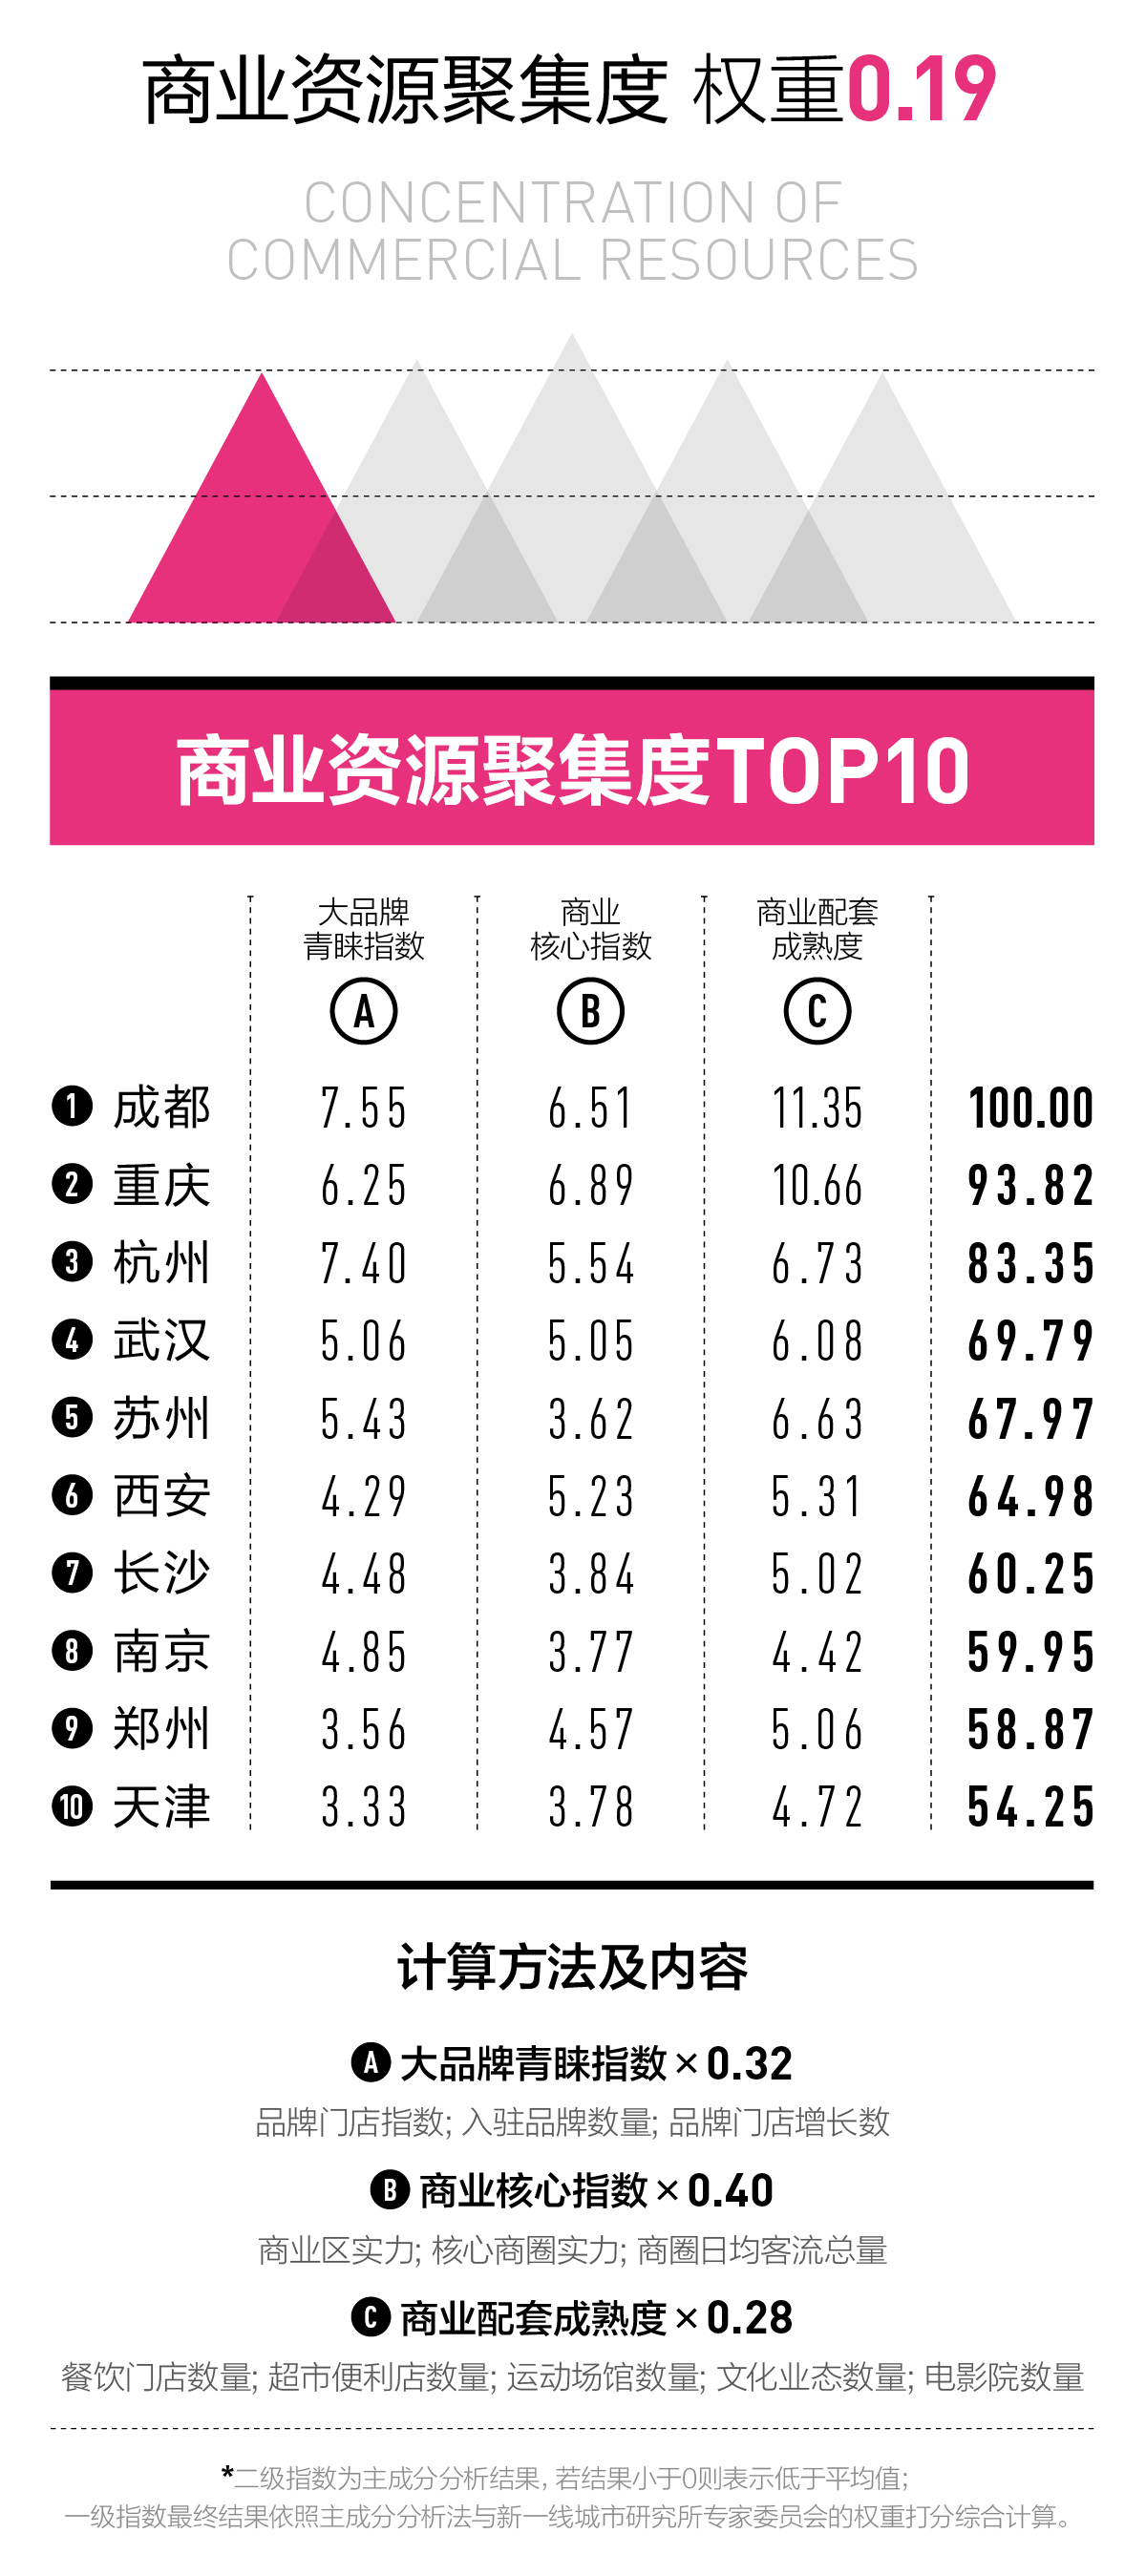 商业资源聚集度 权重0.19
CONCENTRATION OF
COMMERCIAL RESOURCES
商业资源聚集度TOP10
大品牌 商业 商业配套
青睐指数 核心指数 成熟度
A B C
1 成都 7.55 6.51 11.35 100.00
2 重庆 6.25 6.89 10.66 93.82
3 杭州 7.40 5.54 6.73 83.35
4 武汉 5.06 5.05 6.08 69.79
5 苏州 5.43 3.62 6.63 67.97
6 西安 4.29 5.23 5.31 64.98
7 长沙 4.48 3.84 5.02 60.25
8 南京 4.85 3.77 4.42 59.95
9 郑州 3.56 4.57 5.06 58.87
10 天津 3.33 3.78 4.72 54.25
计算方法及内容
A 大品牌青睐指数×0.32
品牌门店指数; 入驻品牌数量; 品牌门店增长数
B 商业核心指数×0.40
商业区实力; 核心商圈实力; 商圈日均客流总量
C 商业配套成熟度×0.28
餐饮门店数量; 超市便利店数量; 运动场馆数量; 文化业态数量; 电影院数量
*二级指数为主成分分析结果, 若结果小于0则表示低于平均值;
一级指数最终结果依照主成分分析法与新一线城市研究所专家委员会的权重打分综合计算。